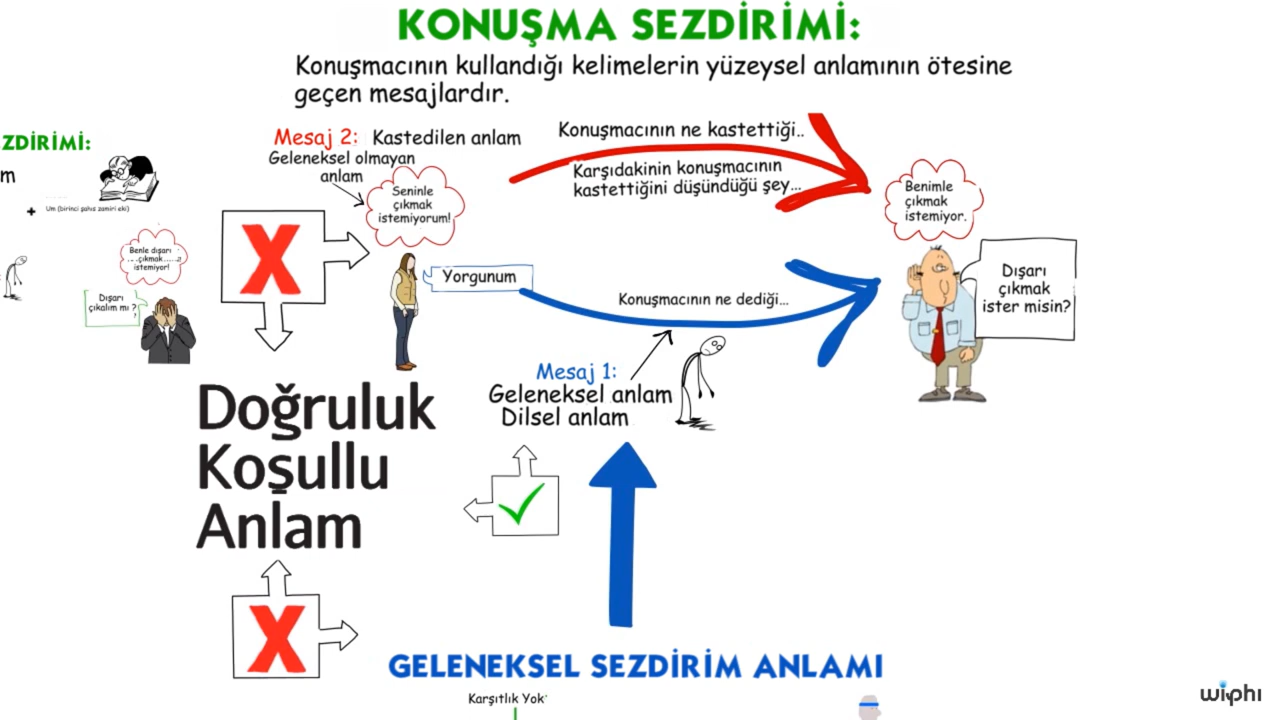 KONUŞMA SEZDİRİMİ:
Konuşmacının kullandığı kelimelerin yüzeysel anlamının ötesine
geçen mesajlardır.
ZDİRİMİ:
m
+ Um (birinci şahıs zamiri eki)
Benle dışarı
çıkmak
istemiyor!
Dışarı
çıkalım mı ?
?
Mesaj 2: Kastedilen anlam
Geleneksel olmayan
anlam
Seninle
çıkmak
istemiyorum!
X
Yorgunum
Konuşmacının ne kastettiği..
Karşıdakinin konuşmacının
kastettiğini düşündüğü şey...
Benimle
çıkmak
istemiyor.
Dışarı
çıkmak
ister misin?
Konuşmacının ne dediği...
Mesaj 1:
Geleneksel anlam
Dilsel anlam
Doğruluk
Koşullu
Anlam
X
GELENEKSEL SEZDİRİM ANLAMI
Karşıtlık Yok
wiphi